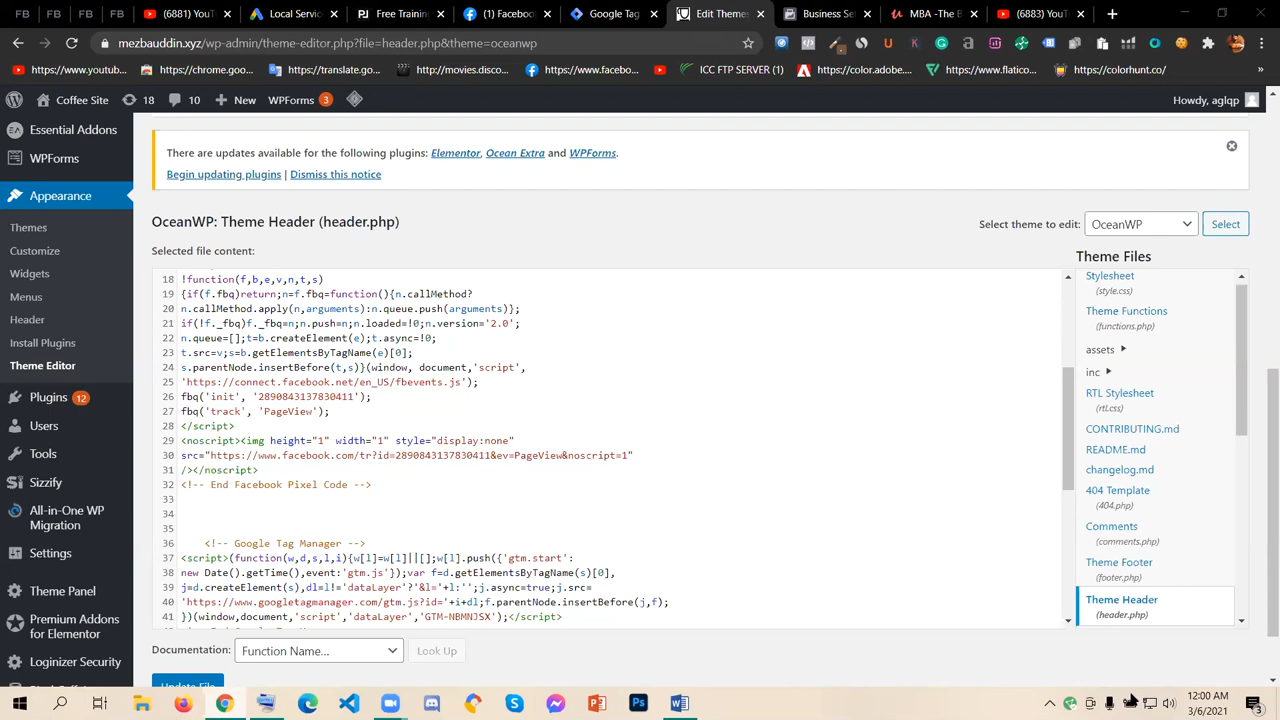 FB
FB
FB
(6881) YouT
Local Servic
Free Training
(1) Facebook
Google Tag
Edit Themes
Business Sel
MBA -The B
(6883) YouT
mezbauddin.xyz/wp-admin/theme-editor.php?file=header.php&theme=oceanwp
https://www.youtub...
https://chrome.goo...
https://translate.go...
https://movies.disco...
https://www.facebo...
ICC FTP SERVER (1)
https://color.adobe...
https://www.flatico...
https://colorhunt.co/
Coffee Site
18
10
New
WPForms 3
Howdy, aglqp
Essential Addons
WPForms
Appearance
Themes
Customize
Widgets
Menus
Header
Install Plugins
Theme Editor
Plugins 12
Users
Tools
Sizzify
All-in-One WP
Migration
Settings
Theme Panel
Premium Addons
for Elementor
Loginizer Security
There are updates available for the following plugins: Elementor, Ocean Extra and WPForms.
Begin updating plugins | Dismiss this notice
OceanWP: Theme Header (header.php)
Select theme to edit: OceanWP Select
Selected file content:
18 !function(f,b,e,v,n,t,s)
19 {if(f.fbq)return;n=f.fbq=function(){n.callMethod?
20 n.callMethod.apply(n,arguments):n.queue.push(arguments)};
21 if(!f._fbq)f._fbq=n;n.push=n;n.loaded=!0;n.version='2.0';
22 n.queue=[];t=b.createElement(e);t.async=!0;
23 t.src=v;s=b.getElementsByTagName(e)[0];
24 s.parentNode.insertBefore(t,s)}(window, document,'script',
25 'https://connect.facebook.net/en_US/fbevents.js');
26 fbq('init', '2890843137830411');
27 fbq('track', 'PageView');
28 </script>
29 <noscript><img height="1" width="1" style="display:none"
30 src="https://www.facebook.com/tr?id=2890843137830411&ev=PageView&noscript=1"
31 /></noscript>
32 <!-- End Facebook Pixel Code -->
33
34
35
36 <!-- Google Tag Manager -->
37 <script>(function(w,d,s,l,i){w[l]=w[l]||[];w[l].push({'gtm.start':
38 new Date().getTime(),event:'gtm.js'});var f=d.getElementsByTagName(s)[0],
39 j=d.createElement(s),dl=l!='dataLayer'?'&l='+l:'';j.async=true;j.src=
40 'https://www.googletagmanager.com/gtm.js?id='+i+dl;f.parentNode.insertBefore(j,f);
41 })(window,document,'script','dataLayer','GTM-NBMNJSX');</script>
Theme Files
Stylesheet
(style.css)
Theme Functions
(functions.php)
assets
inc
RTL Stylesheet
(rtl.css)
CONTRIBUTING.md
README.md
changelog.md
404 Template
(404.php)
Comments
(comments.php)
Theme Footer
(footer.php)
Theme Header
(header.php)
Documentation: Function Name... Look Up
Update File
12:00 AM
3/6/2021
3